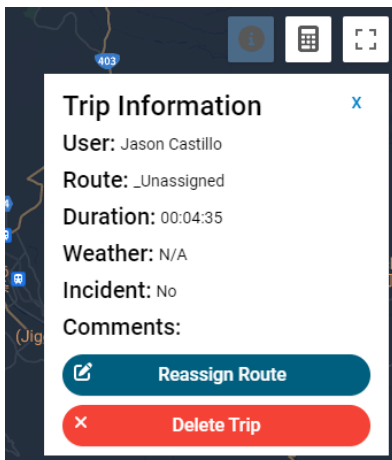 403
Trip Information
X
User: Jason Castillo
Route: _Unassigned
Duration: 00:04:35
Weather: N/A
Incident: No
Comments:
(Jig
Reassign Route
Delete Trip